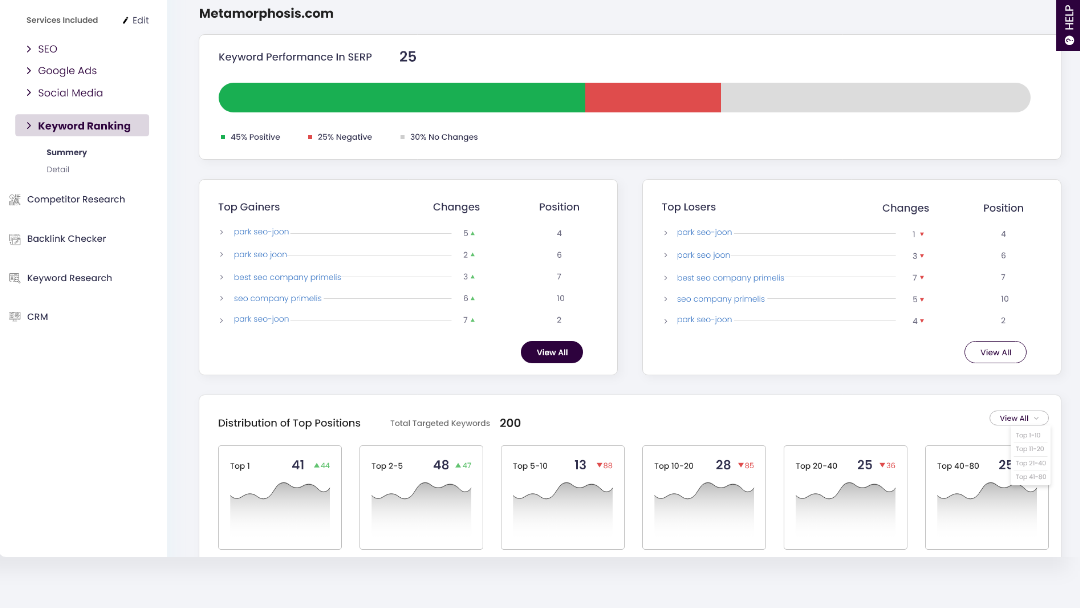 Services Included Edit
SEO
Google Ads
Social Media
Keyword Ranking
Summary
Detail
Competitor Research
Backlink Checker
Keyword Research
CRM
HELP
Metamorphosis.com
Keyword Performance In SERP 25
45% Positive 25% Negative 30% No Changes
Top Gainers Changes Position
park seo-joon 5 4
park seo joon 2 6
best seo company primelis 3 7
seo company primelis 6 10
park seo-joon 7 2
View All
Top Losers Changes Position
park seo-joon 1 4
park seo joon 3 6
best seo company primelis 7 7
seo company primelis 5 10
park seo-joon 4 2
View All
Distribution of Top Positions Total Targeted Keywords 200
View All
Top 1-10
Top 11-20
Top 21-40
Top 41-80
Top 1 41 44
Top 2-5 48 47
Top 5-10 13 88
Top 10-20 28 85
Top 20-40 25 36
Top 40-80 25